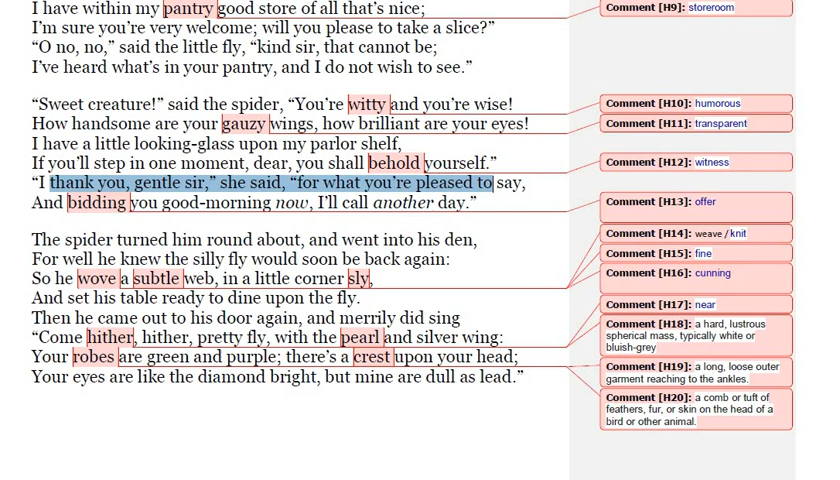 I have within my pantry good store of all that's nice;
I'm sure you're very welcome; will you please to take a slice?”
“O no, no,” said the little fly, “kind sir, that cannot be;
I've heard what's in your pantry, and I do not wish to see.”
“Sweet creature!” said the spider, “You're witty and you're wise!
How handsome are your gauzy wings, how brilliant are your eyes!
I have a little looking-glass upon my parlor shelf,
If you'll step in one moment, dear, you shall behold yourself.”
“I thank you, gentle sir,” she said, “for what you're pleased to say,
And bidding you good-morning now, I'll call another day.”
The spider turned him round about, and went into his den,
For well he knew the silly fly would soon be back again:
So he wove a subtle web, in a little corner sly,
And set his table ready to dine upon the fly.
Then he came out to his door again, and merrily did sing
“Come hither, hither, pretty fly, with the pearl and silver wing:
Your robes are green and purple; there's a crest upon your head;
Your eyes are like the diamond bright, but mine are dull as lead.”
Comment [H9]: storeroom
Comment [H10]: humorous
Comment [H11]: transparent
Comment [H12]: witness
Comment [H13]: offer
Comment [H14]: weave / knit
Comment [H15]: fine
Comment [H16]: cunning
Comment [H17]: near
Comment [H18]: a hard, lustrous
spherical mass, typically white or
bluish-grey
Comment [H19]: a long, loose outer
garment reaching to the ankles.
Comment [H20]: a comb or tuft of
feathers, fur, or skin on the head of a
bird or other animal.